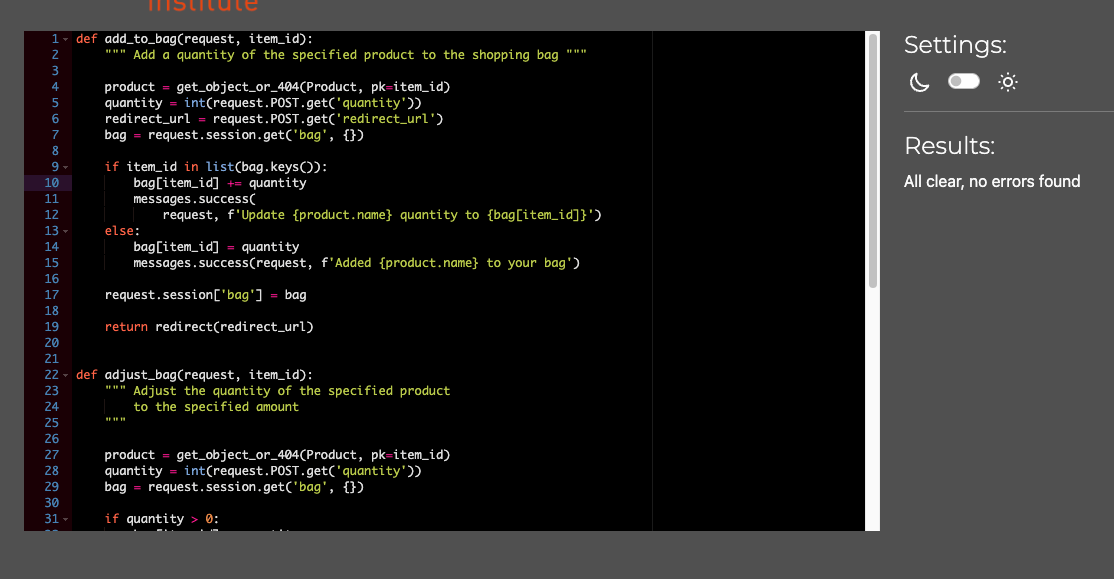 Institute
1 def add_to_bag(request, item_id):
2     """ Add a quantity of the specified product to the shopping bag """
3
4     product = get_object_or_404(Product, pk=item_id)
5     quantity = int(request.POST.get('quantity'))
6     redirect_url = request.POST.get('redirect_url')
7     bag = request.session.get('bag', {})
8
9     if item_id in list(bag.keys()):
10         bag[item_id] += quantity
11         messages.success(
12             request, f'Update {product.name} quantity to {bag[item_id]}')
13     else:
14         bag[item_id] = quantity
15         messages.success(request, f'Added {product.name} to your bag')
16
17     request.session['bag'] = bag
18
19     return redirect(redirect_url)
20
21
22 def adjust_bag(request, item_id):
23     """ Adjust the quantity of the specified product
24         to the specified amount
25     """
26
27     product = get_object_or_404(Product, pk=item_id)
28     quantity = int(request.POST.get('quantity'))
29     bag = request.session.get('bag', {})
30
31     if quantity > 0:
Settings:
Results:
All clear, no errors found